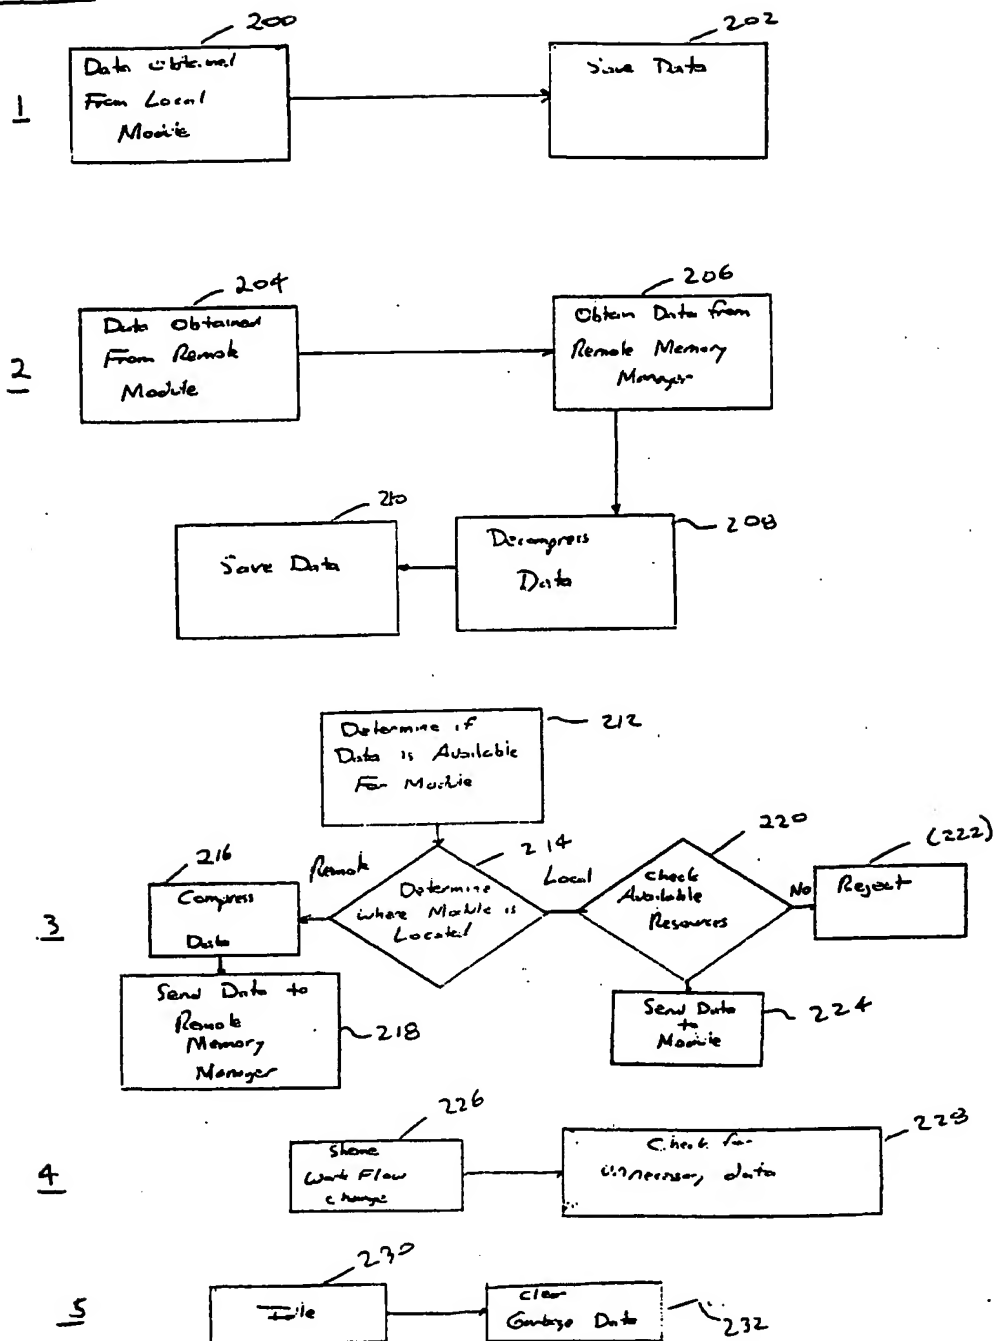 200
202
Data obtained
From Local
Module
Save Data
1
204
206
Data Obtained
From Remote
Module
Obtain Data from
Remote Memory
Manager
2
210
208
Save Data
Decompress
Data
212
Determine if
Data is Available
For Module
216
Remote
214
Local
220
(222)
Compress
Data
Determine
where Module is
Located
Check
Available
Resources
No
Reject
3
Send Data to
Remote
Memory
Manager
218
Send Data
to
Module
224
226
228
Work Flow
change
Check for
unnecessary data
4
230
Idle
Clear
Garbage Data
232
5